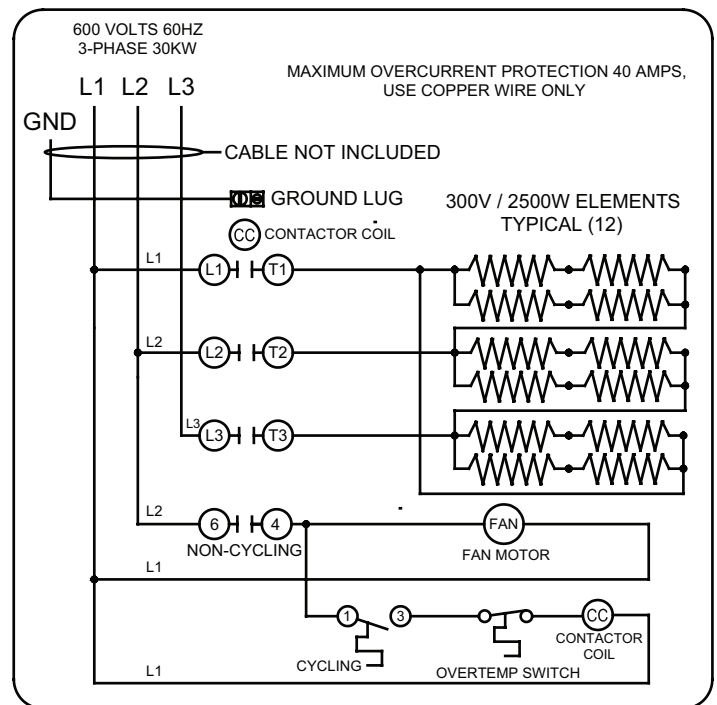 600 VOLTS 60HZ
3-PHASE 30KW
MAXIMUM OVERCURRENT PROTECTION 40 AMPS,
USE COPPER WIRE ONLY
L1 L2 L3
GND
CABLE NOT INCLUDED
GROUND LUG
300V / 2500W ELEMENTS
TYPICAL (12)
CC CONTACTOR COIL
L1
L1 T1
L2
L2 T2
L3
L3 T3
L2
6 4
NON-CYCLING
FAN
FAN MOTOR
L1
1 3
CC
CONTACTOR
COIL
CYCLING
OVERTEMP SWITCH
L1